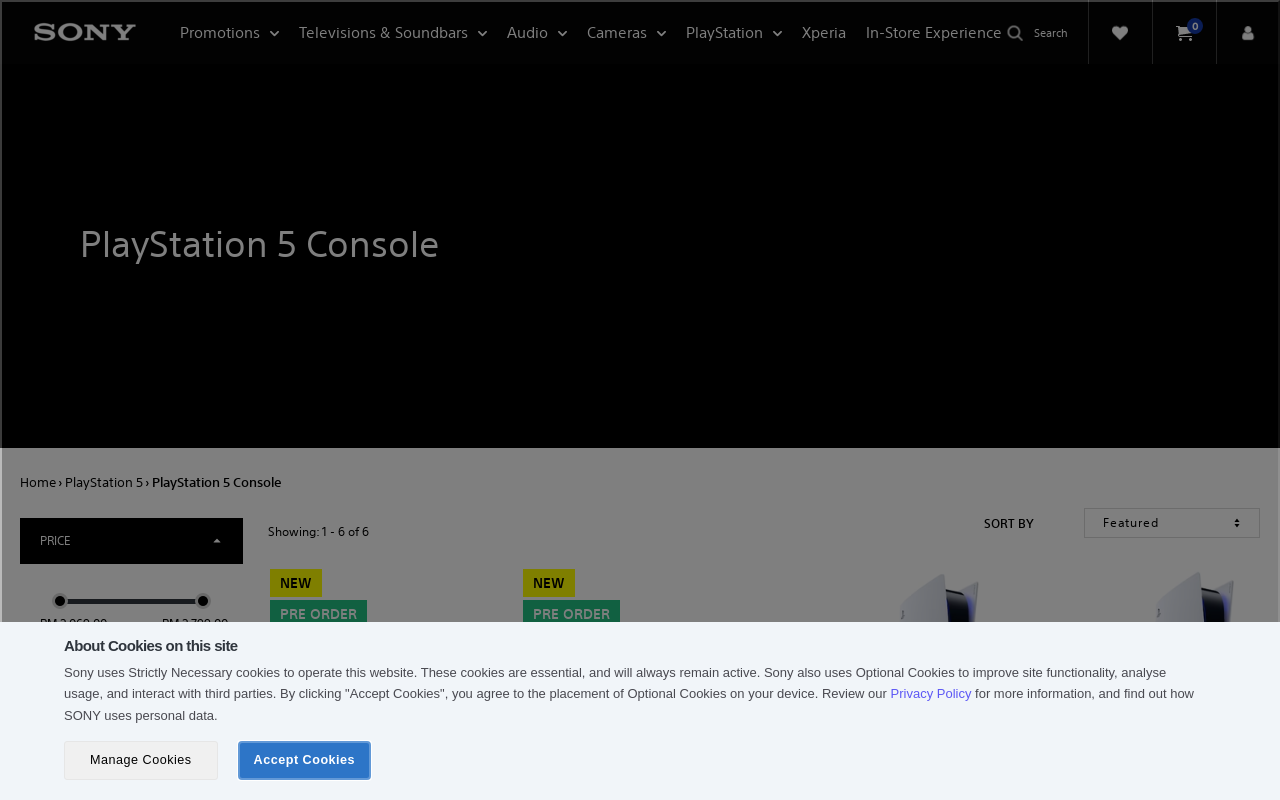 SONY
Promotions
Televisions & Soundbars
Audio
Cameras
PlayStation
Xperia
In-Store Experience
Search
0
PlayStation 5 Console
Home › PlayStation 5 › PlayStation 5 Console
PRICE
Showing: 1 - 6 of 6
SORT BY
Featured
NEW
PRE ORDER
NEW
PRE ORDER
About Cookies on this site
Sony uses Strictly Necessary cookies to operate this website. These cookies are essential, and will always remain active. Sony also uses Optional Cookies to improve site functionality, analyse
usage, and interact with third parties. By clicking "Accept Cookies", you agree to the placement of Optional Cookies on your device. Review our Privacy Policy for more information, and find out how
SONY uses personal data.
Manage Cookies
Accept Cookies